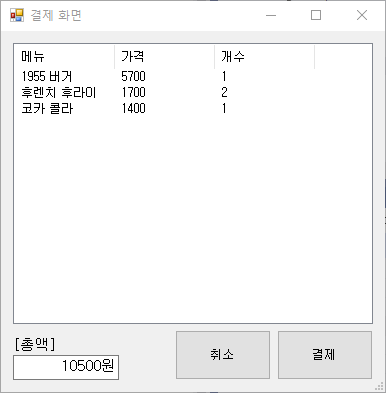 결제 화면
메뉴 가격 개수
1955 버거 5700 1
후렌치 후라이 1700 2
코카 콜라 1400 1
[총액]
10500원
취소 결제